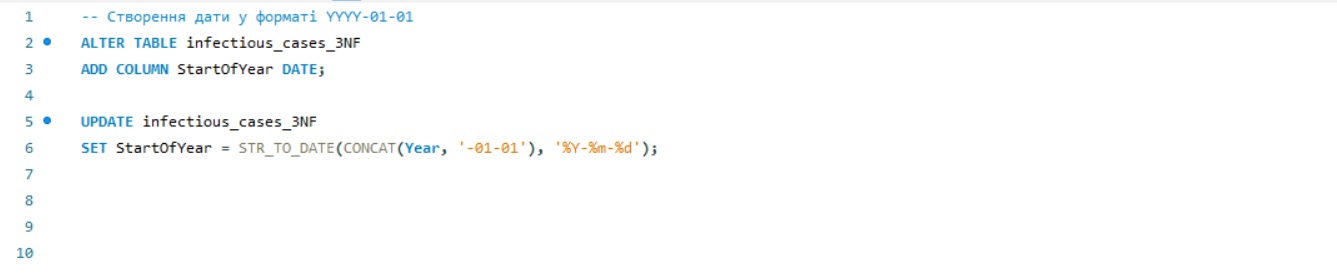 1 -- Створення дати у форматі YYYY-01-01
2 ALTER TABLE infectious_cases_3NF
3 ADD COLUMN StartOfYear DATE;
4
5 UPDATE infectious_cases_3NF
6 SET StartOfYear = STR_TO_DATE(CONCAT(Year, '-01-01'), '%Y-%m-%d');
7
8
9
10